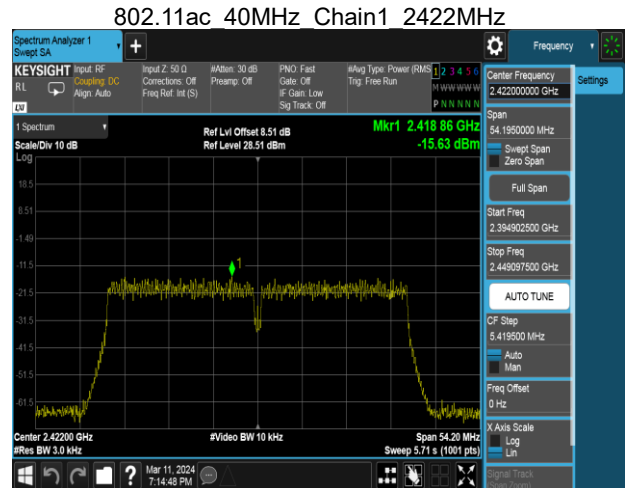 802.11ac_40MHz_Chain1_2422MHz
Spectrum Analyzer 1
Swept SA
+
Frequency
KEYSIGHT
RL
LXI
Input: RF
Coupling: DC
Align: Auto
Input Z: 50 Ω
Corrections: Off
Freq Ref: Int (S)
#Atten: 30 dB
Preamp: Off
PNO: Fast
Gate: Off
IF Gain: Low
Sig Track: Off
#Avg Type: Power (RMS
Trig: Free Run
1 2 3 4 5 6
M W W W W W
P N N N N N
Center Frequency
2.422000000 GHz
Settings
Span
54.1950000 MHz
Swept Span
Zero Span
Full Span
Start Freq
2.394902500 GHz
Stop Freq
2.449097500 GHz
AUTO TUNE
CF Step
5.419500 MHz
Auto
Man
Freq Offset
0 Hz
X Axis Scale
Log
Lin
Signal Track
(Span Zoom)
1 Spectrum
Scale/Div 10 dB
Log
Ref Lvl Offset 8.51 dB
Ref Level 28.51 dBm
Mkr1 2.418 86 GHz
-15.63 dBm
18.5
8.51
-1.49
-11.5
-21.5
-31.5
-41.5
-51.5
-61.5
1
Center 2.42200 GHz
#Res BW 3.0 kHz
#Video BW 10 kHz
Span 54.20 MHz
Sweep 5.71 s (1001 pts)
?
Mar 11, 2024
7:14:48 PM